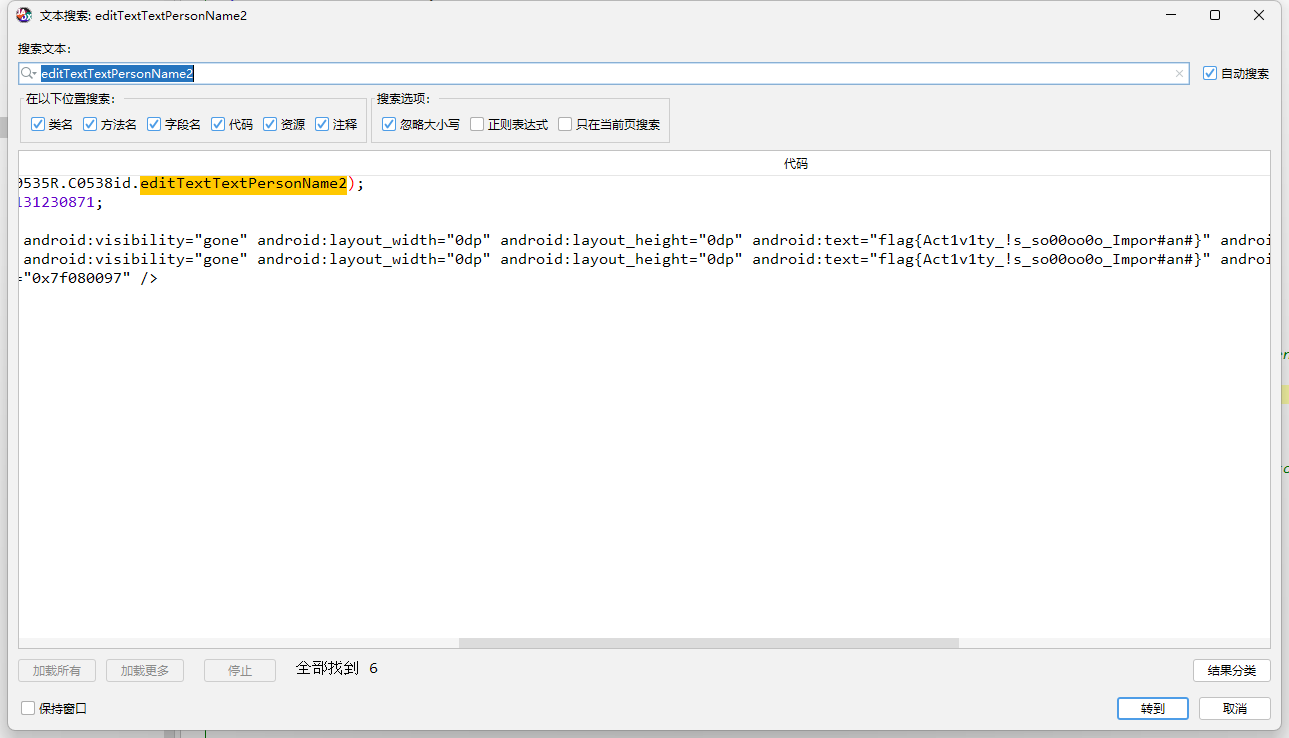 文本搜索: editTextTextPersonName2
搜索文本:
editTextTextPersonName2
自动搜索
在以下位置搜索:
搜索选项:
类名 方法名 字段名 代码 资源 注释
忽略大小写 正则表达式 只在当前页搜索
代码
0535R.C0538id.editTextTextPersonName2);
131230871;
android:visibility="gone" android:layout_width="0dp" android:layout_height="0dp" android:text="flag{Act1v1ty_!s_so00oo0o_Impor#an#}" androi
android:visibility="gone" android:layout_width="0dp" android:layout_height="0dp" android:text="flag{Act1v1ty_!s_so00oo0o_Impor#an#}" androi
="0x7f080097" />
加载所有 加载更多 停止 全部找到 6
结果分类
保持窗口
转到 取消